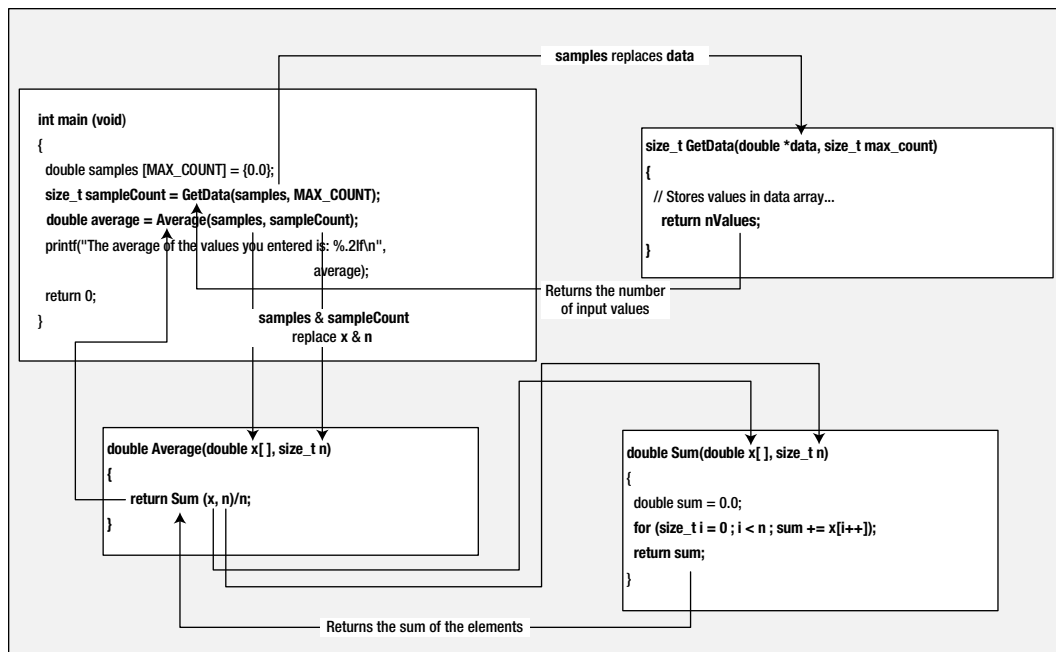 samples replaces data
int main (void)
{
double samples [MAX_COUNT] = {0.0};
size_t sampleCount = GetData(samples, MAX_COUNT);
double average = Average(samples, sampleCount);
printf("The average of the values you entered is: %.2lf\n",
average);
return 0;
}
size_t GetData(double *data, size_t max_count)
{
// Stores values in data array...
return nValues;
}
Returns the number
of input values
samples & sampleCount
replace x & n
double Average(double x[ ], size_t n)
{
return Sum (x, n)/n;
}
double Sum(double x[ ], size_t n)
{
double sum = 0.0;
for (size_t i = 0 ; i < n ; sum += x[i++]);
return sum;
}
Returns the sum of the elements